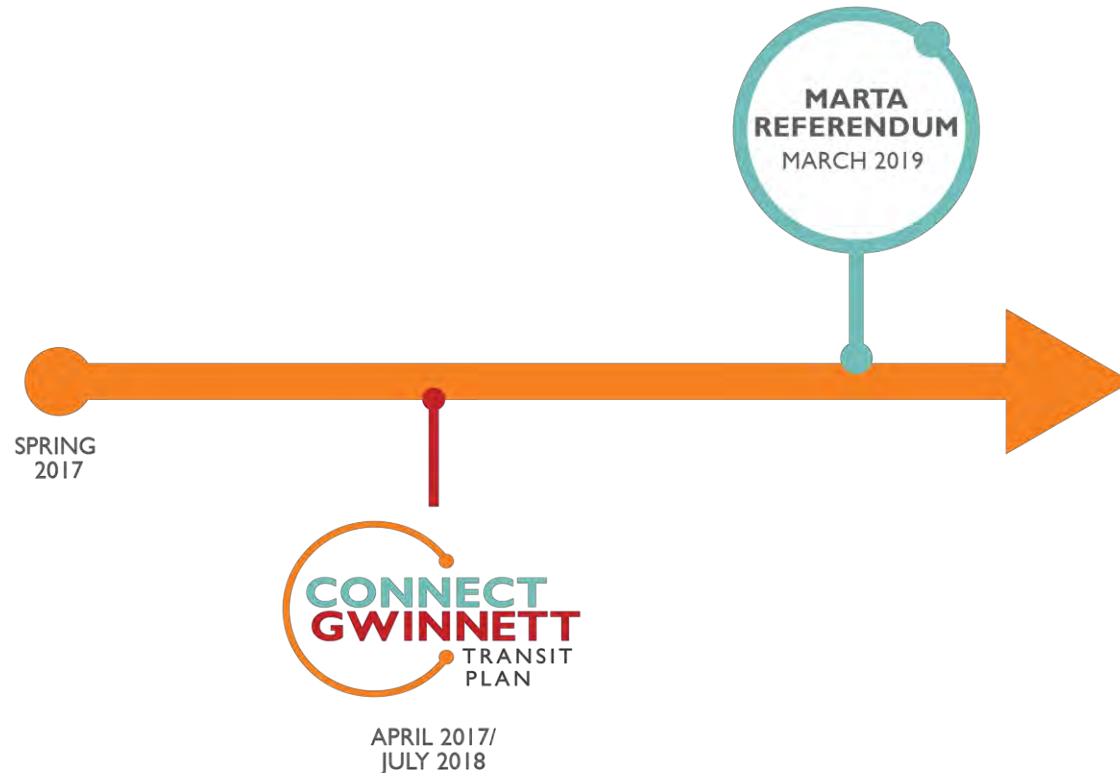 MARTA
REFERENDUM
MARCH 2019
SPRING
2017
CONNECT
GWINNETT
TRANSIT
PLAN
APRIL 2017/
JULY 2018